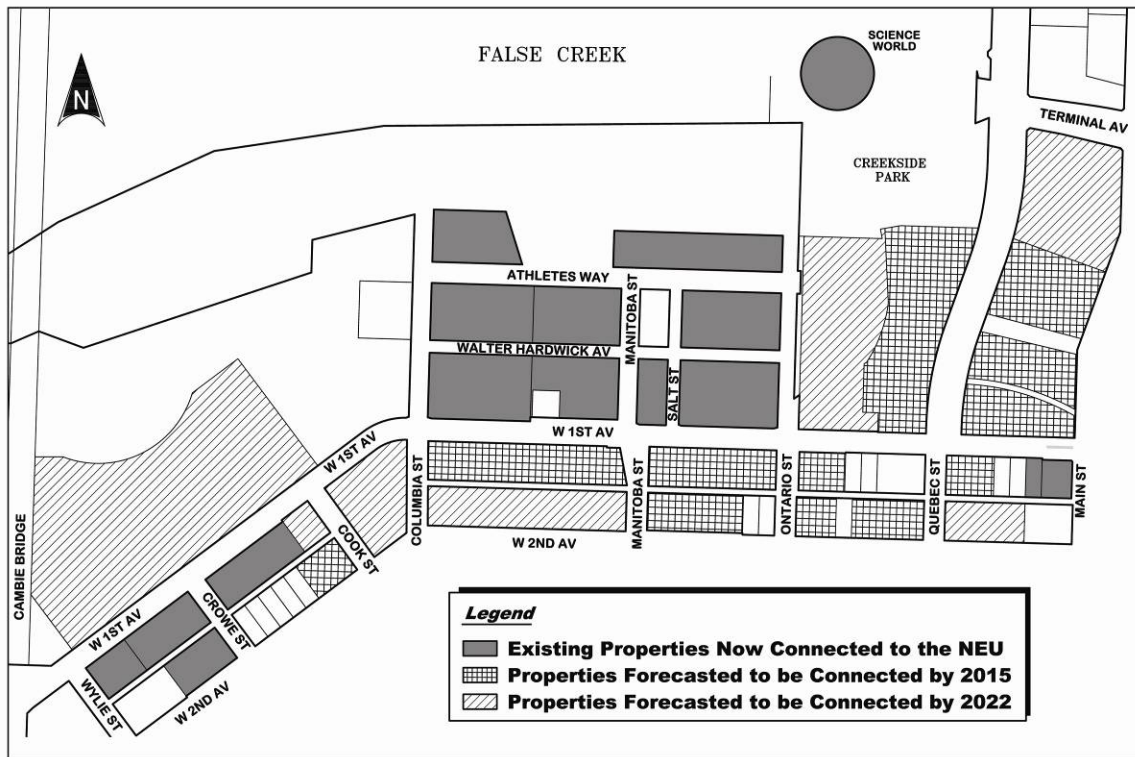 FALSE CREEK
SCIENCE
WORLD
N
TERMINAL AV
CREEKSIDE
PARK
ATHLETES WAY
MANITOBA ST
WALTER HARDWICK AV
SALT ST
W 1ST AV
W 1ST AV
COLUMBIA ST
MANITOBA ST
ONTARIO ST
QUEBEC ST
MAIN ST
W 2ND AV
COOK ST
CAMBIE BRIDGE
CROWE ST
W 1ST AV
WYLIE ST
W 2ND AV
Legend
Existing Properties Now Connected to the NEU
Properties Forecasted to be Connected by 2015
Properties Forecasted to be Connected by 2022